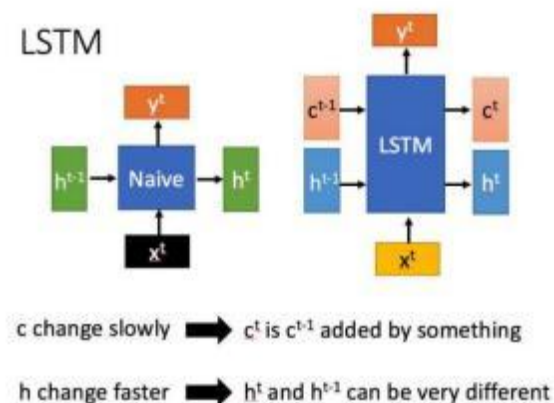 LSTM
yᵗ
hᵗ⁻¹ Naive hᵗ
xᵗ
yᵗ
cᵗ⁻¹ cᵗ
LSTM
hᵗ⁻¹ hᵗ
xᵗ
c change slowly cᵗ is cᵗ⁻¹ added by something
h change faster hᵗ and hᵗ⁻¹ can be very different